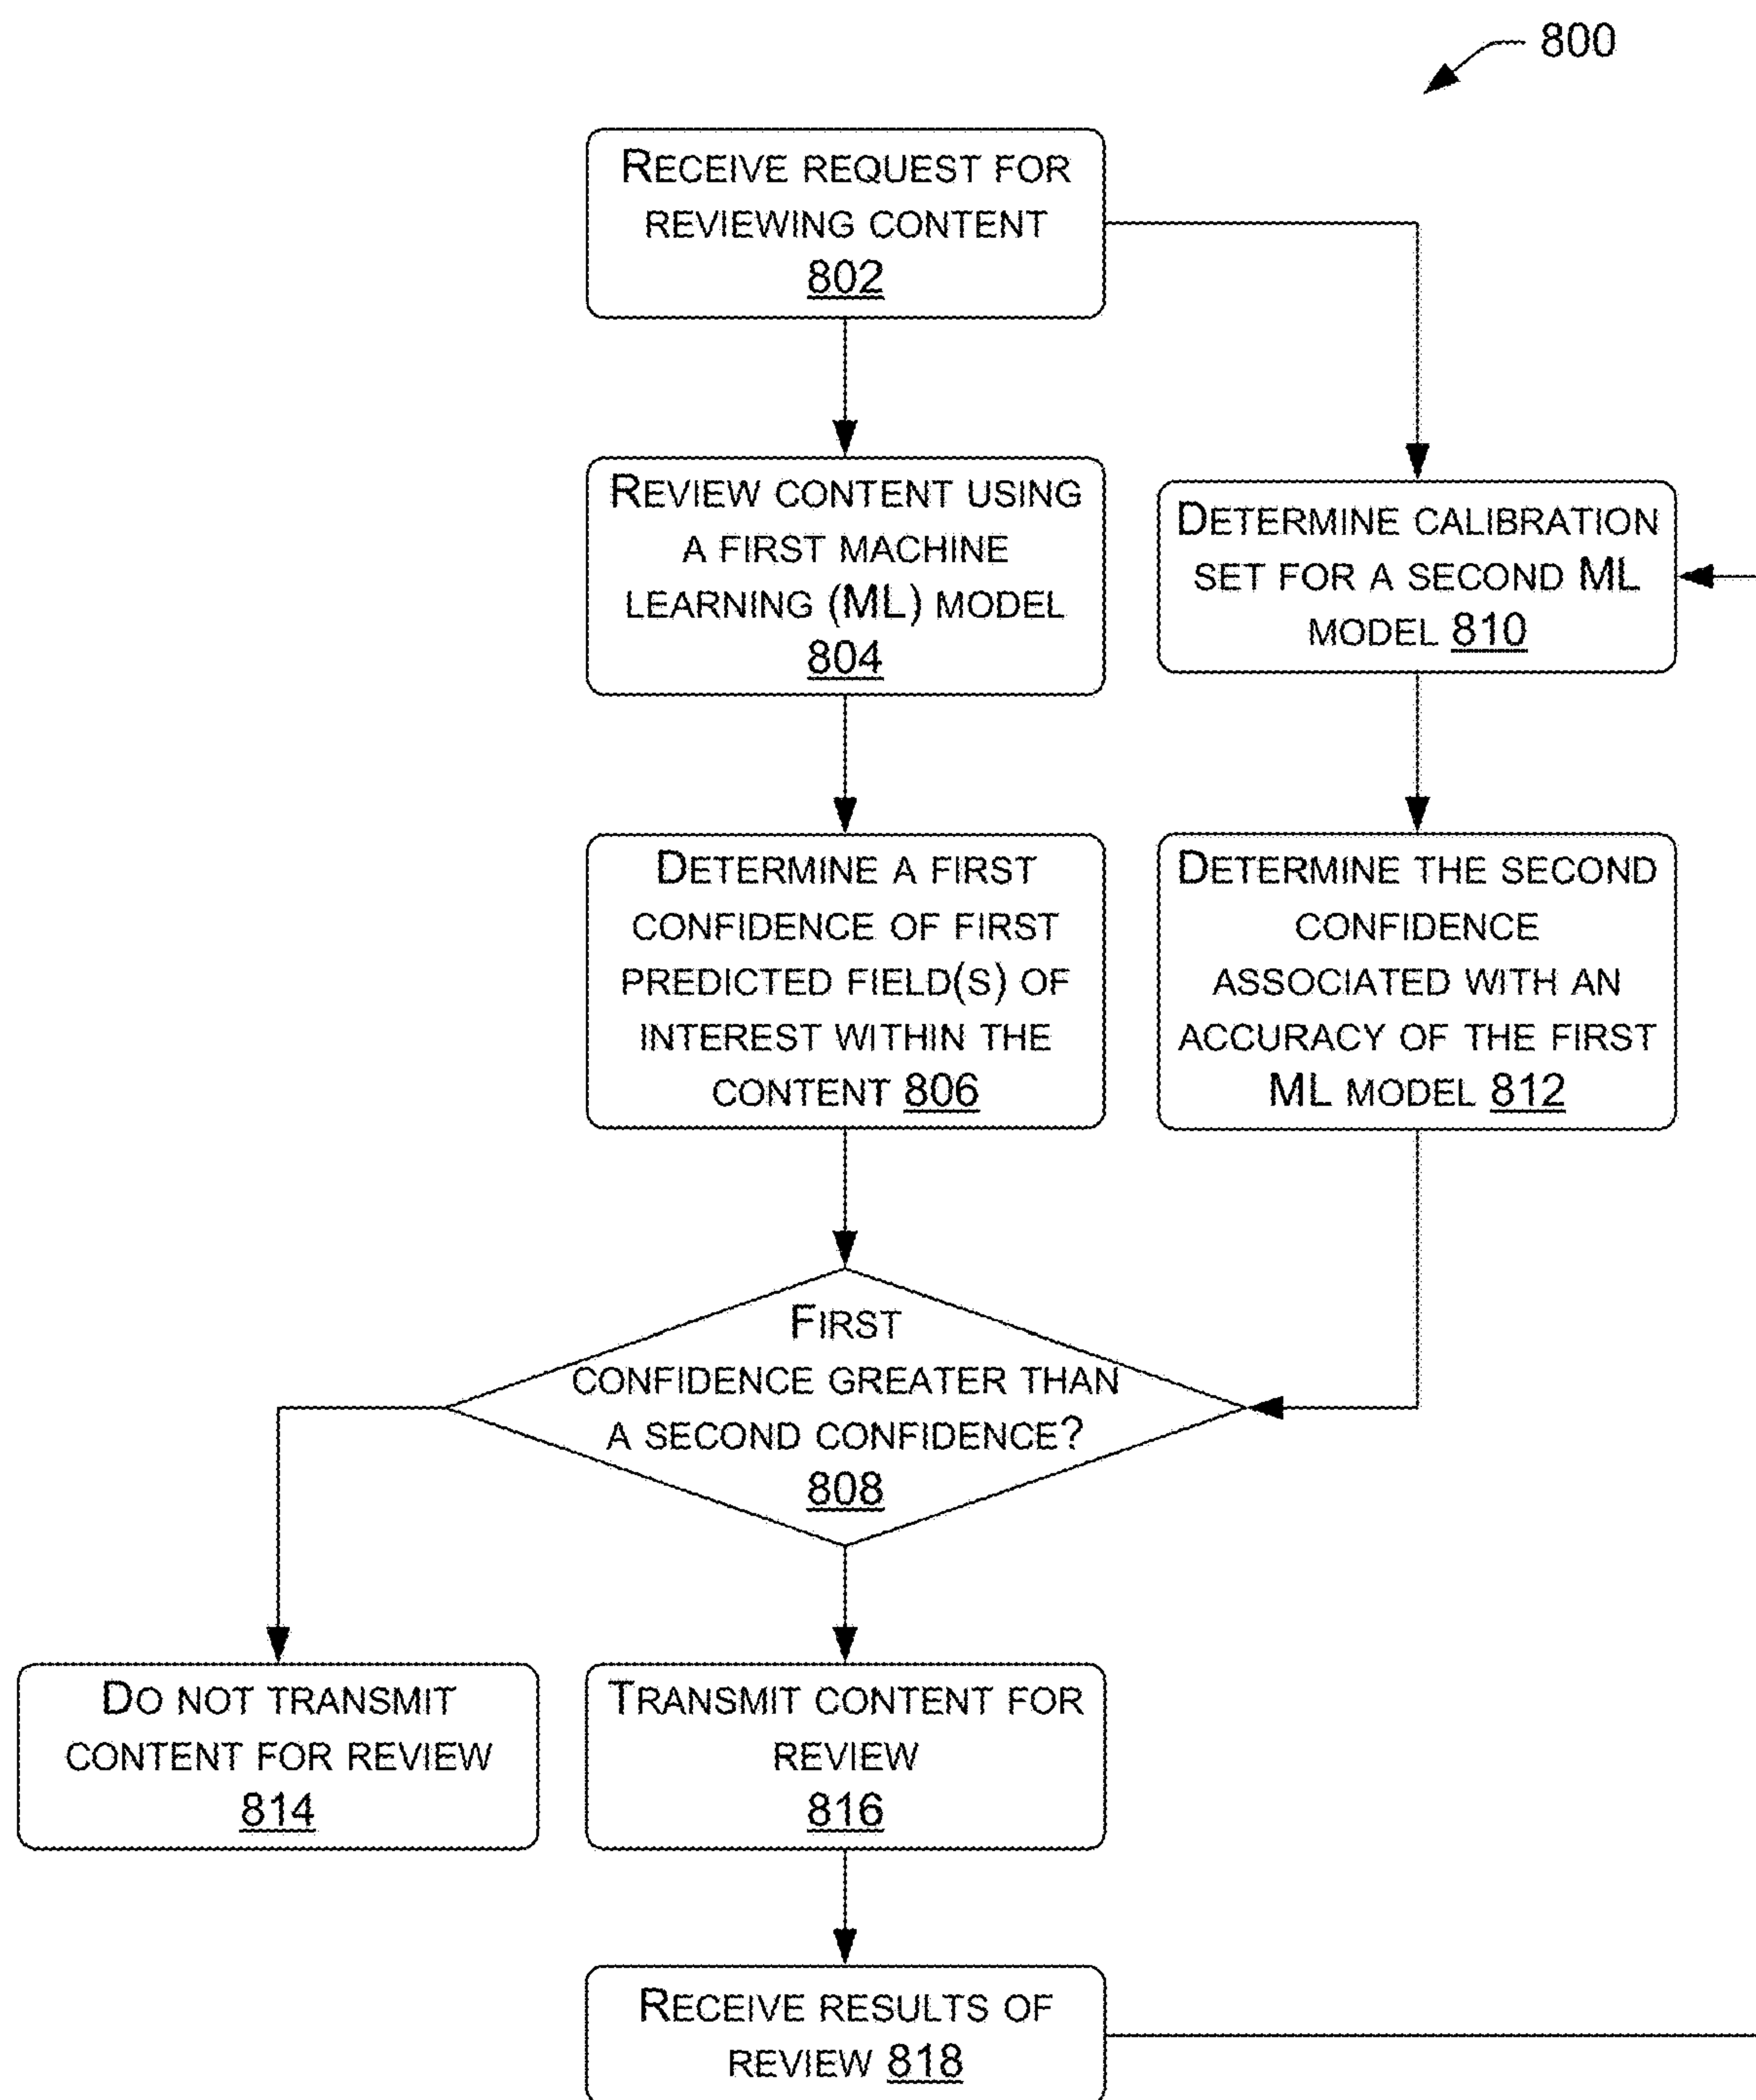 800
RECEIVE REQUEST FOR
REVIEWING CONTENT
802
REVIEW CONTENT USING
A FIRST MACHINE
LEARNING (ML) MODEL
804
DETERMINE CALIBRATION
SET FOR A SECOND ML
MODEL 810
DETERMINE A FIRST
CONFIDENCE OF FIRST
PREDICTED FIELD(S) OF
INTEREST WITHIN THE
CONTENT 806
DETERMINE THE SECOND
CONFIDENCE
ASSOCIATED WITH AN
ACCURACY OF THE FIRST
ML MODEL 812
FIRST
CONFIDENCE GREATER THAN
A SECOND CONFIDENCE?
808
DO NOT TRANSMIT
CONTENT FOR REVIEW
814
TRANSMIT CONTENT FOR
REVIEW
816
RECEIVE RESULTS OF
REVIEW 818